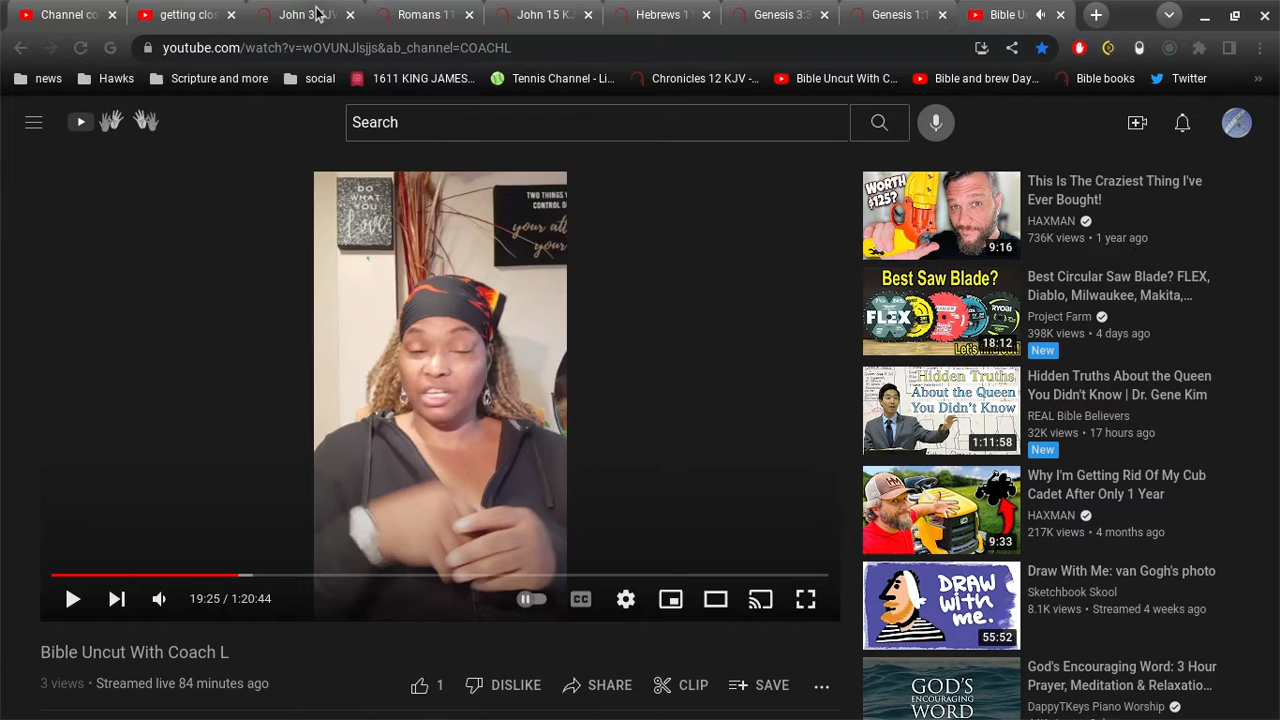 Channel co
getting clos
John 3 KJV
Romans 11
John 15 KJ
Hebrews 1
Genesis 3:
Genesis 1:1
Bible U
youtube.com/watch?v=wOVUNJlsjjs&ab_channel=COACHL
news
Hawks
Scripture and more
social
1611 KING JAMES...
Tennis Channel - Li...
Chronicles 12 KJV -...
Bible Uncut With C...
Bible and brew Day...
Bible books
Twitter
»
Search
DO
WHAT
YOU
Love
TWO THINGS
CONTROL O
your att
your
19:25 / 1:20:44
CC
Bible Uncut With Coach L
3 views • Streamed live 84 minutes ago
1
DISLIKE
SHARE
CLIP
SAVE
WORTH
$125?
9:16
This Is The Craziest Thing I've
Ever Bought!
HAXMAN
736K views • 1 year ago
Best Saw Blade?
FLEX
RYOBI
18:12
Best Circular Saw Blade? FLEX,
Diablo, Milwaukee, Makita,...
Project Farm
398K views • 4 days ago
New
Hidden Truths
About the Queen
You Didn't Know
1:11:58
Hidden Truths About the Queen
You Didn't Know | Dr. Gene Kim
REAL Bible Believers
32K views • 17 hours ago
New
9:33
Why I'm Getting Rid Of My Cub
Cadet After Only 1 Year
HAXMAN
217K views • 4 months ago
DRAW
with
me.
55:52
Draw With Me: van Gogh's photo
Sketchbook Skool
8.1K views • Streamed 4 weeks ago
GOD'S
ENCOURAGING
WORD
God's Encouraging Word: 3 Hour
Prayer, Meditation & Relaxatio...
DappyTKeys Piano Worship